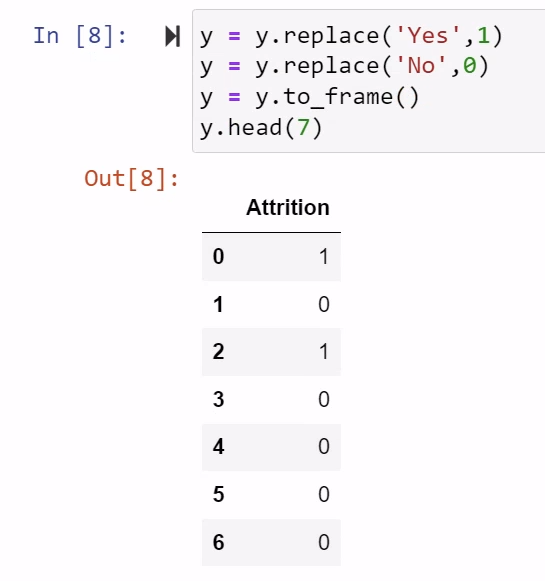 In [8]:
y = y.replace('Yes',1)
y = y.replace('No',0)
y = y.to_frame()
y.head(7)
Out[8]:
Attrition
0 1
1 0
2 1
3 0
4 0
5 0
6 0